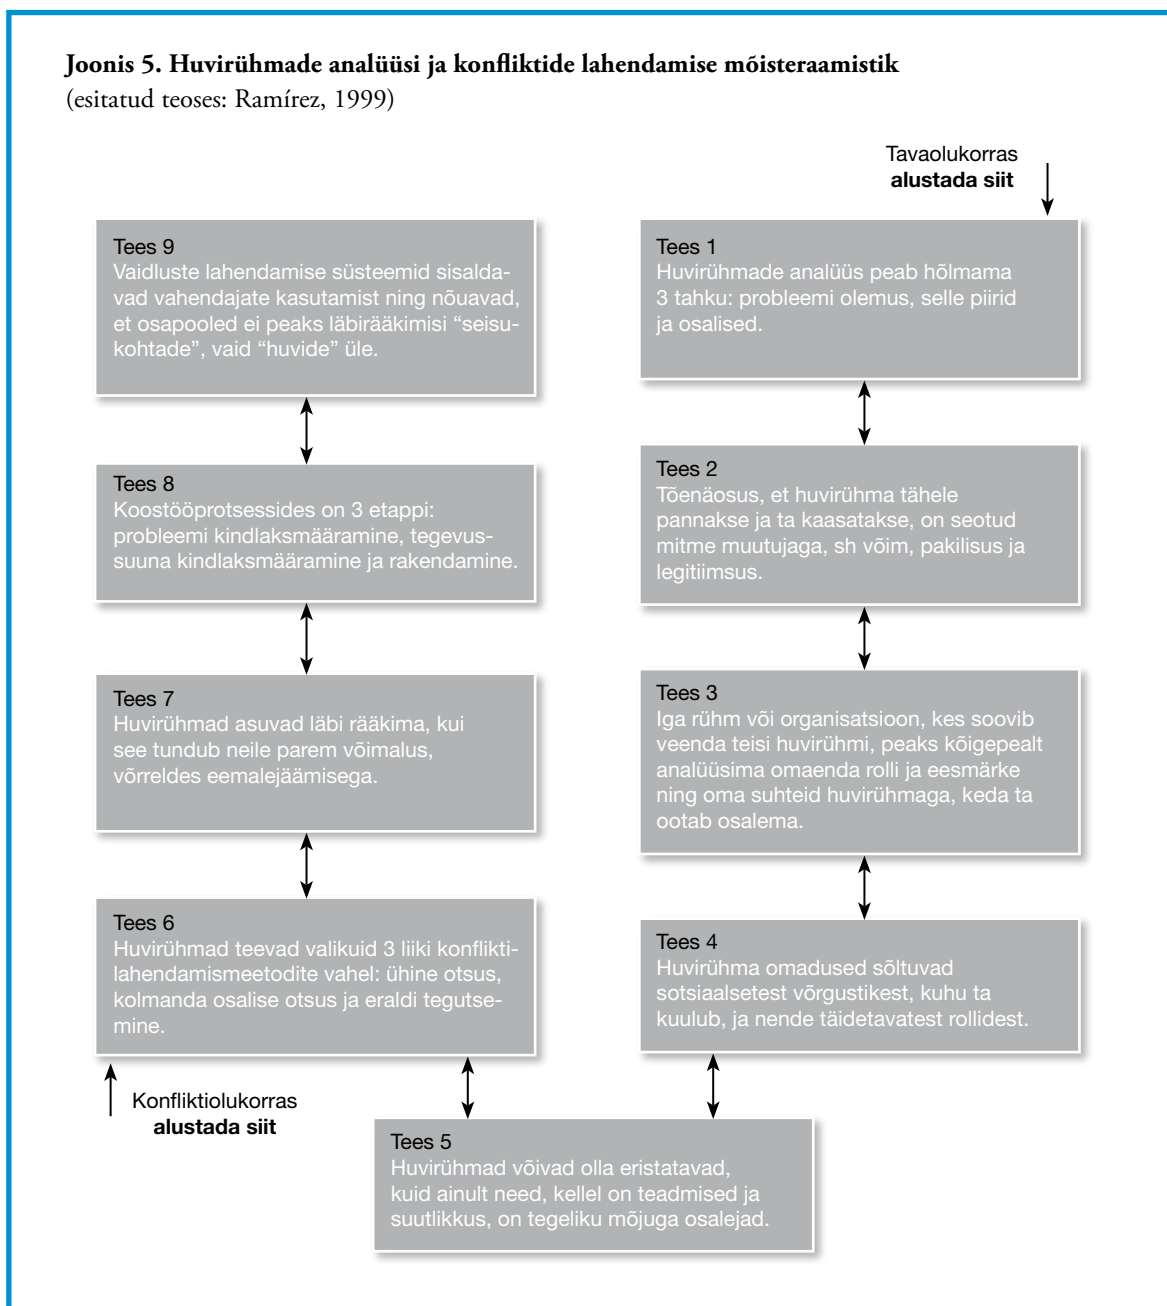 Joonis 5. Huvirühmade analüüsi ja konfliktide lahendamise mõisteraamistik
(esitatud teoses: Ramírez, 1999)
Tavaolukorras
alustada siit
Tees 1
Huvirühmade analüüs peab hõlmama
3 tahku: probleemi olemus, selle piirid
ja osalised.
Tees 2
Tõenäosus, et huvirühma tähele
pannakse ja ta kaasatakse, on seotud
mitme muutujaga, sh võim, pakilisus ja
legitiimsus.
Tees 3
Iga rühm või organisatsioon, kes soovib
veenda teisi huvirühmi, peaks kõigepealt
analüüsima omaenda rolli ja eesmärke
ning oma suhteid huvirühmaga, keda ta
ootab osalema.
Tees 4
Huvirühma omadused sõltuvad
sotsiaalsetest võrgustikest, kuhu ta
kuulub, ja nende täidetavatest rollidest.
Tees 5
Huvirühmad võivad olla eristatavad,
kuid ainult need, kellel on teadmised ja
suutlikkus, on tegeliku mõjuga osalejad.
Konfliktiolukorras
alustada siit
Tees 6
Huvirühmad teevad valikuid 3 liiki konflikti-
lahendamismeetodite vahel: ühine otsus,
kolmanda osalise otsus ja eraldi tegutse-
mine.
Tees 7
Huvirühmad asuvad läbi rääkima, kui
see tundub neile parem võimalus,
võrreldes eemalejäämisega.
Tees 8
Koostööprotsessides on 3 etappi:
probleemi kindlaksmääramine, tegevus-
suuna kindlaksmääramine ja rakendamine.
Tees 9
Vaidluste lahendamise süsteemid sisalda-
vad vahendajate kasutamist ning nõuavad,
et osapooled ei peaks läbirääkimisi “seisu-
kohtade”, vaid “huvide” üle.